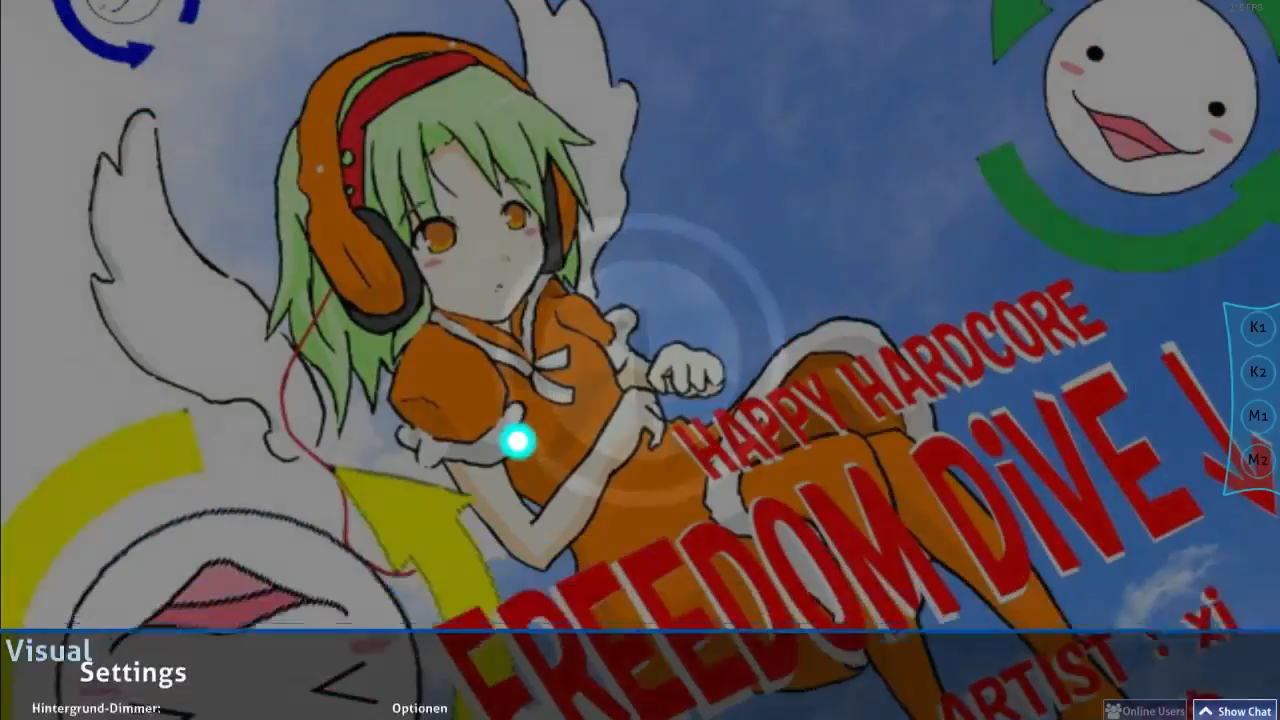 HAPPY HARDCORE
FREEDOM DiVE !
ARTIST : xi
K1
K2
M1
M2
Visual
Settings
Hintergrund-Dimmer:
Optionen
Online Users
Show Chat